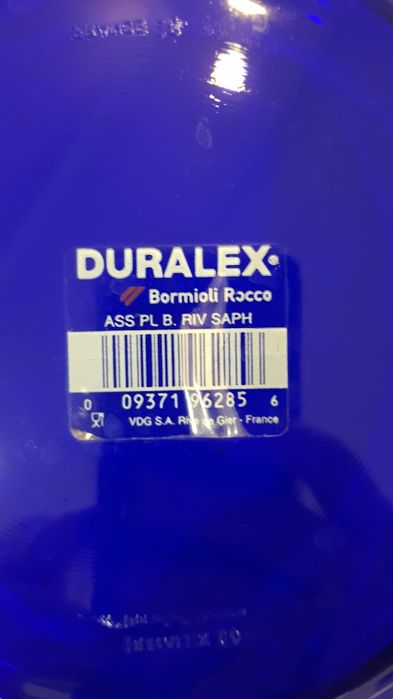 DURALEX®
Bormioli Rocco
ASS PL B. RIV SAPH
0 09371 96285 6
VDG S.A. Rive de Gier - France